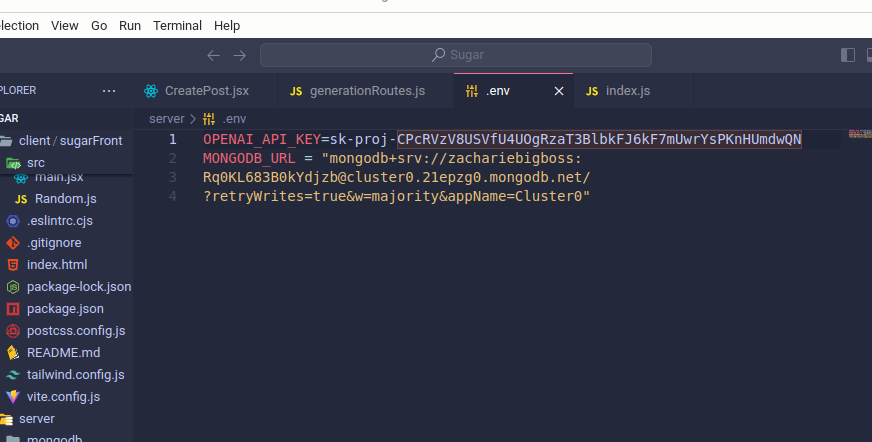 election View Go Run Terminal Help
Sugar
PLORER ...
CreatePost.jsx
JS generationRoutes.js
.env
JS index.js
GAR
server > .env
client / sugarFront
src
main.jsx
JS Random.js
.eslintrc.cjs
.gitignore
index.html
package-lock.json
package.json
postcss.config.js
README.md
tailwind.config.js
vite.config.js
server
mongodb
1 OPENAI_API_KEY=sk-proj-CPcRVzV8USVfU4UOgRzaT3BlbkFJ6kF7mUwrYsPKnHUmdwQN
2 MONGODB_URL = "mongodb+srv://zachariebigboss:
3 Rq0KL683B0kYdjzb@cluster0.21epzg0.mongodb.net/
4 ?retryWrites=true&w=majority&appName=Cluster0"